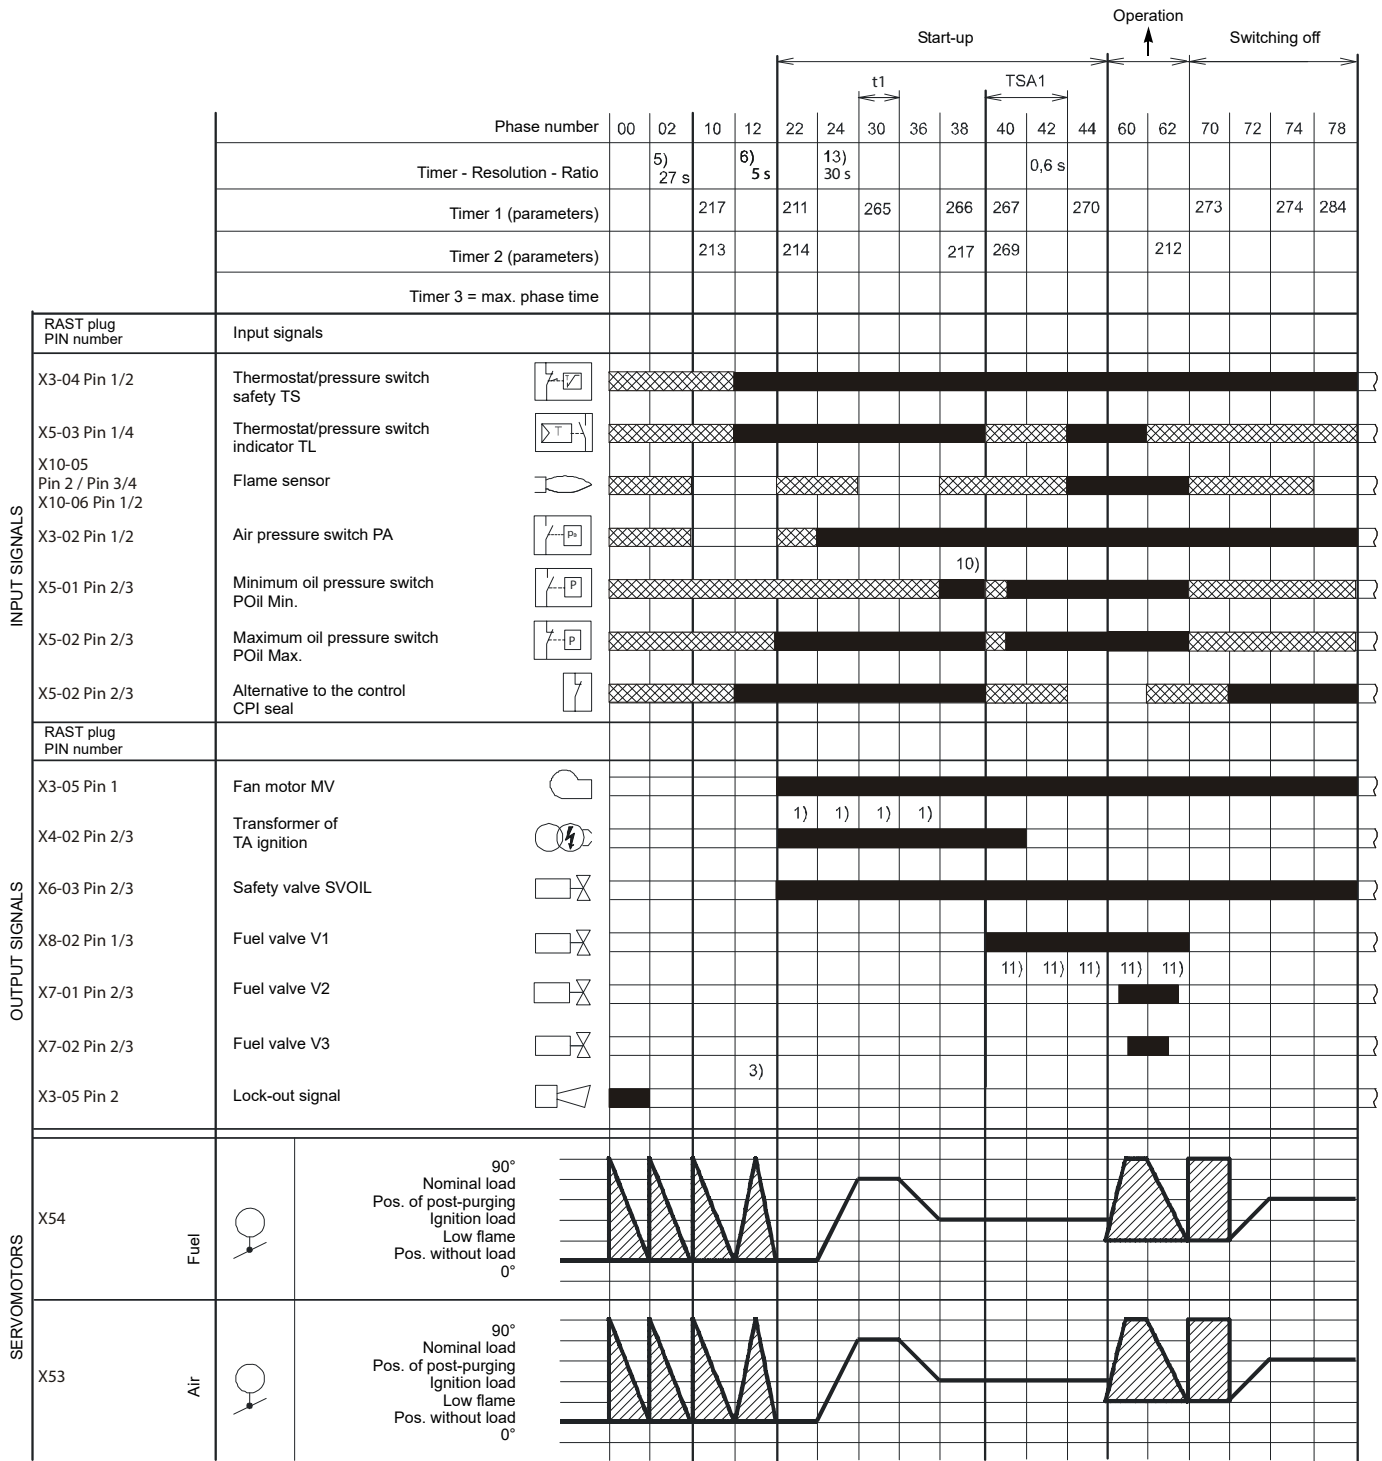 Operation
Start-up
Switching off
t1
TSA1
Phase number 00 02 10 12 22 24 30 36 38 40 42 44 60 62 70 72 74 78
Timer - Resolution - Ratio 5) 27 s 6) 5 s 13) 30 s 0,6 s
Timer 1 (parameters) 217 211 265 266 267 270 273 274 284
Timer 2 (parameters) 213 214 217 269 212
Timer 3 = max. phase time
RAST plug
PIN number
Input signals
INPUT SIGNALS
X3-04 Pin 1/2
Thermostat/pressure switch
safety TS
X5-03 Pin 1/4
Thermostat/pressure switch
indicator TL
T
X10-05
Pin 2 / Pin 3/4
X10-06 Pin 1/2
Flame sensor
X3-02 Pin 1/2
Air pressure switch PA
10)
X5-01 Pin 2/3
Minimum oil pressure switch
POil Min.
P
X5-02 Pin 2/3
Maximum oil pressure switch
POil Max.
P
X5-02 Pin 2/3
Alternative to the control
CPI seal
RAST plug
PIN number
OUTPUT SIGNALS
X3-05 Pin 1
Fan motor MV
1) 1) 1) 1)
X4-02 Pin 2/3
Transformer of
TA ignition
X6-03 Pin 2/3
Safety valve SVOIL
X8-02 Pin 1/3
Fuel valve V1
11) 11) 11) 11) 11)
X7-01 Pin 2/3
Fuel valve V2
X7-02 Pin 2/3
Fuel valve V3
3)
X3-05 Pin 2
Lock-out signal
SERVOMOTORS
X54
Fuel
90°
Nominal load
Pos. of post-purging
Ignition load
Low flame
Pos. without load
0°
X53
Air
90°
Nominal load
Pos. of post-purging
Ignition load
Low flame
Pos. without load
0°